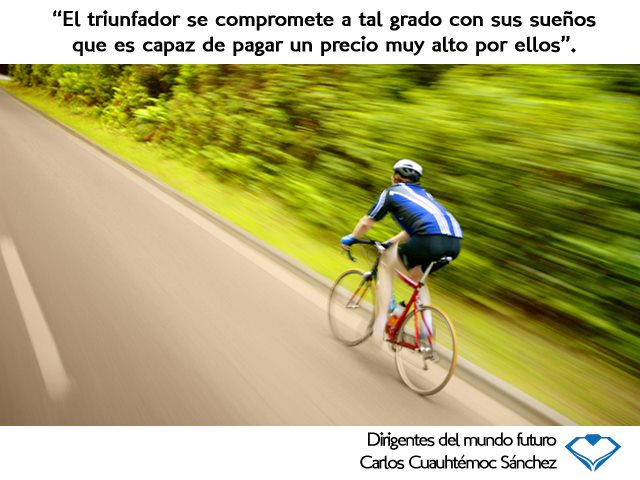 “El triunfador se compromete a tal grado con sus sueños
que es capaz de pagar un precio muy alto por ellos”.
Dirigentes del mundo futuro
Carlos Cuauhtémoc Sánchez